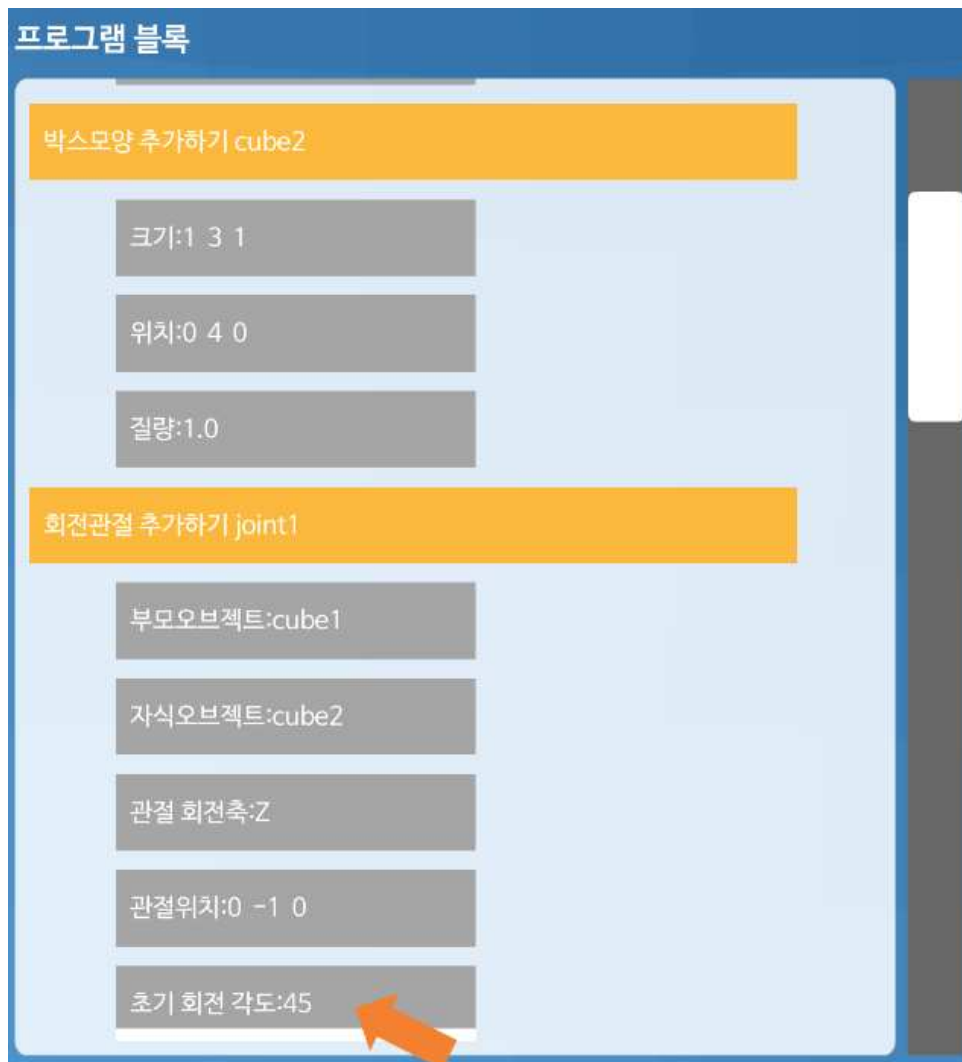 프로그램 블록
박스모양 추가하기 cube2
크기:1 3 1
위치:0 4 0
질량:1.0
회전관절 추가하기 joint1
부모오브젝트:cube1
자식오브젝트:cube2
관절 회전축:Z
관절위치:0 -1 0
초기 회전 각도:45